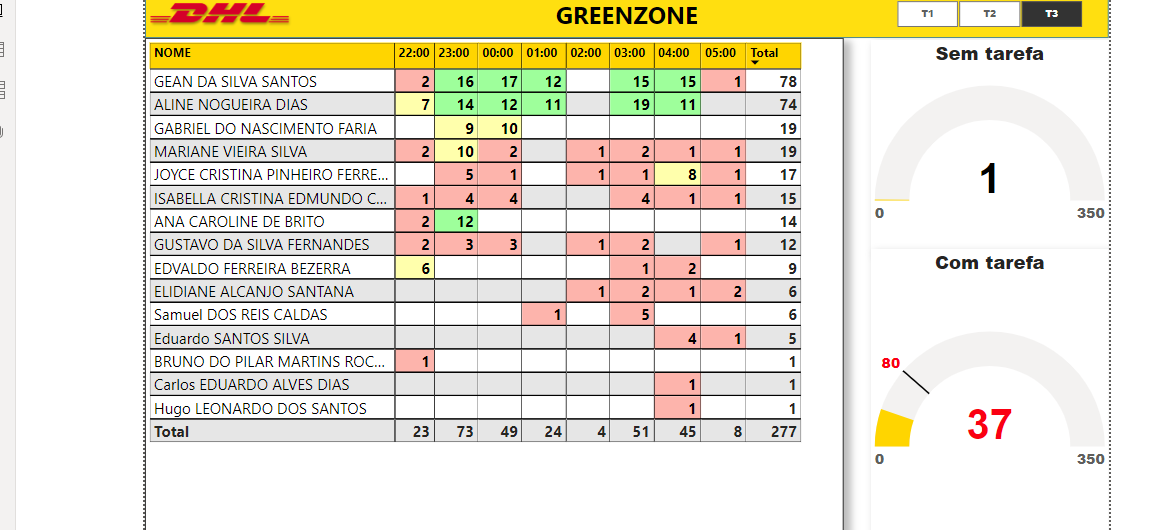 DHL GREENZONE T1 T2 T3
NOME 22:00 23:00 00:00 01:00 02:00 03:00 04:00 05:00 Total
GEAN DA SILVA SANTOS 2 16 17 12 15 15 1 78
ALINE NOGUEIRA DIAS 7 14 12 11 19 11 74
GABRIEL DO NASCIMENTO FARIA 9 10 19
MARIANE VIEIRA SILVA 2 10 2 1 2 1 1 19
JOYCE CRISTINA PINHEIRO FERRE... 5 1 1 1 8 1 17
ISABELLA CRISTINA EDMUNDO C... 1 4 4 4 1 1 15
ANA CAROLINE DE BRITO 2 12 14
GUSTAVO DA SILVA FERNANDES 2 3 3 1 2 1 12
EDVALDO FERREIRA BEZERRA 6 1 2 9
ELIDIANE ALCANJO SANTANA 1 2 1 2 6
Samuel DOS REIS CALDAS 1 5 6
Eduardo SANTOS SILVA 4 1 5
BRUNO DO PILAR MARTINS ROC... 1 1
Carlos EDUARDO ALVES DIAS 1 1
Hugo LEONARDO DOS SANTOS 1 1
Total 23 73 49 24 4 51 45 8 277
Sem tarefa
1
0 350
Com tarefa
80
37
0 350